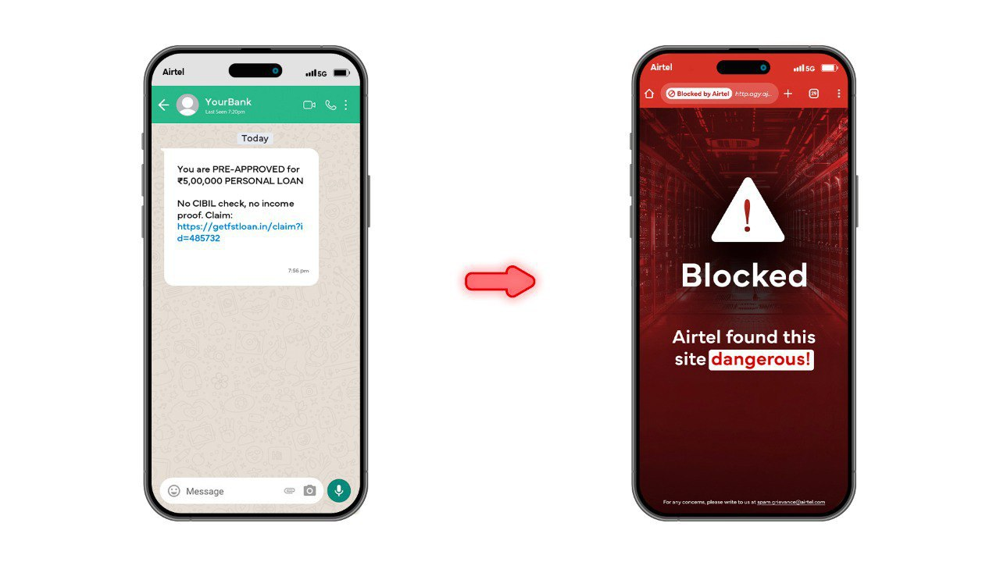 Airtel
5G
YourBank
Last Seen 7:20pm
Today
You are PRE-APPROVED for
₹5,00,000 PERSONAL LOAN
No CIBIL check, no income
proof. Claim:
https://getfstloan.in/claim?i
d=485732
7:56 pm
Message
Airtel
5G
Blocked by Airtel http.agy.aj..
29
Blocked
Airtel found this
site dangerous!
For any concerns, please write to us at spam.grievance@airtel.com